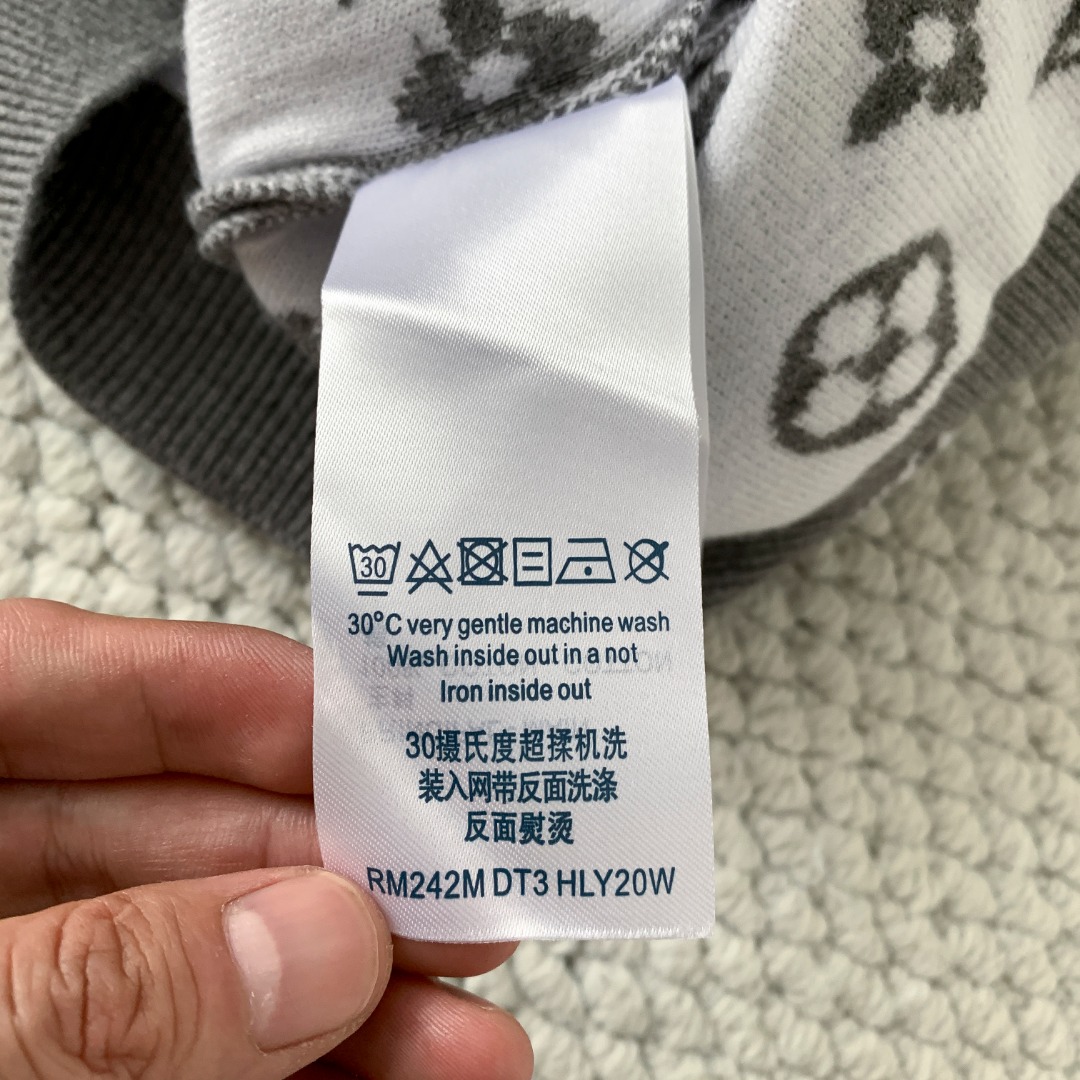 30
30°C very gentle machine wash
Wash inside out in a not
Iron inside out
30摄氏度超揉机洗
装入网带反面洗涤
反面熨烫
RM242M DT3 HLY20W